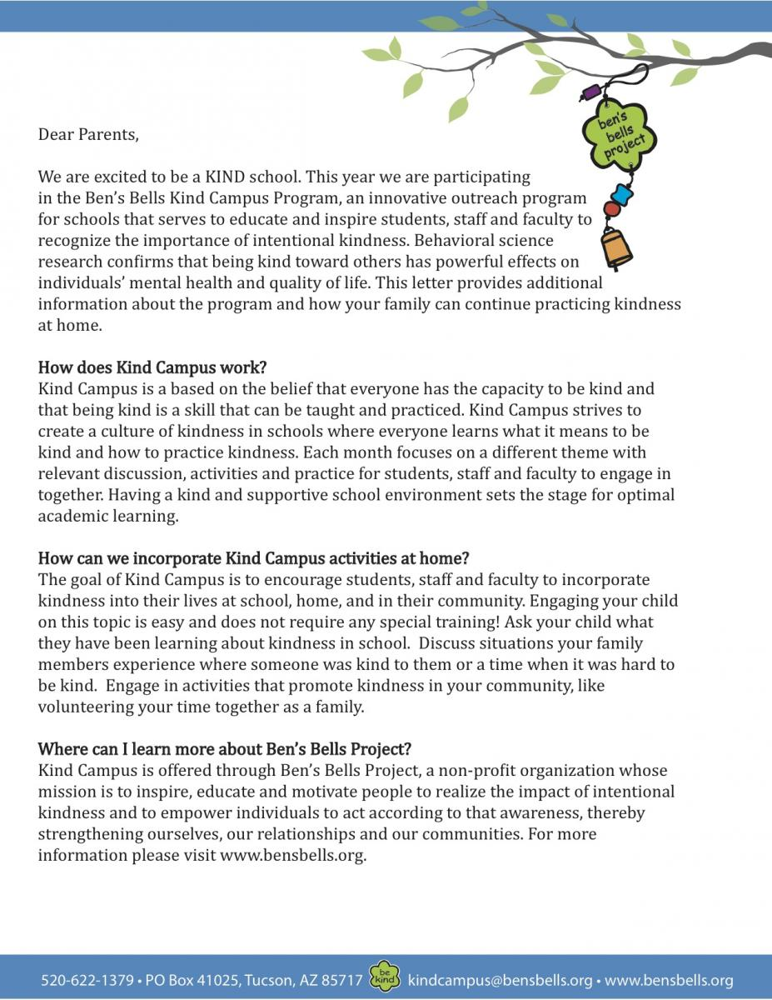 ben's
bells
project
Dear Parents,
We are excited to be a KIND school. This year we are participating
in the Ben’s Bells Kind Campus Program, an innovative outreach program
for schools that serves to educate and inspire students, staff and faculty to
recognize the importance of intentional kindness. Behavioral science
research confirms that being kind toward others has powerful effects on
individuals’ mental health and quality of life. This letter provides additional
information about the program and how your family can continue practicing kindness
at home.
How does Kind Campus work?
Kind Campus is a based on the belief that everyone has the capacity to be kind and
that being kind is a skill that can be taught and practiced. Kind Campus strives to
create a culture of kindness in schools where everyone learns what it means to be
kind and how to practice kindness. Each month focuses on a different theme with
relevant discussion, activities and practice for students, staff and faculty to engage in
together. Having a kind and supportive school environment sets the stage for optimal
academic learning.
How can we incorporate Kind Campus activities at home?
The goal of Kind Campus is to encourage students, staff and faculty to incorporate
kindness into their lives at school, home, and in their community. Engaging your child
on this topic is easy and does not require any special training! Ask your child what
they have been learning about kindness in school.  Discuss situations your family
members experience where someone was kind to them or a time when it was hard to
be kind.  Engage in activities that promote kindness in your community, like
volunteering your time together as a family.
Where can I learn more about Ben’s Bells Project?
Kind Campus is offered through Ben’s Bells Project, a non-profit organization whose
mission is to inspire, educate and motivate people to realize the impact of intentional
kindness and to empower individuals to act according to that awareness, thereby
strengthening ourselves, our relationships and our communities. For more
information please visit www.bensbells.org.
520-622-1379 • PO Box 41025, Tucson, AZ 85717 be kind kindcampus@bensbells.org • www.bensbells.org